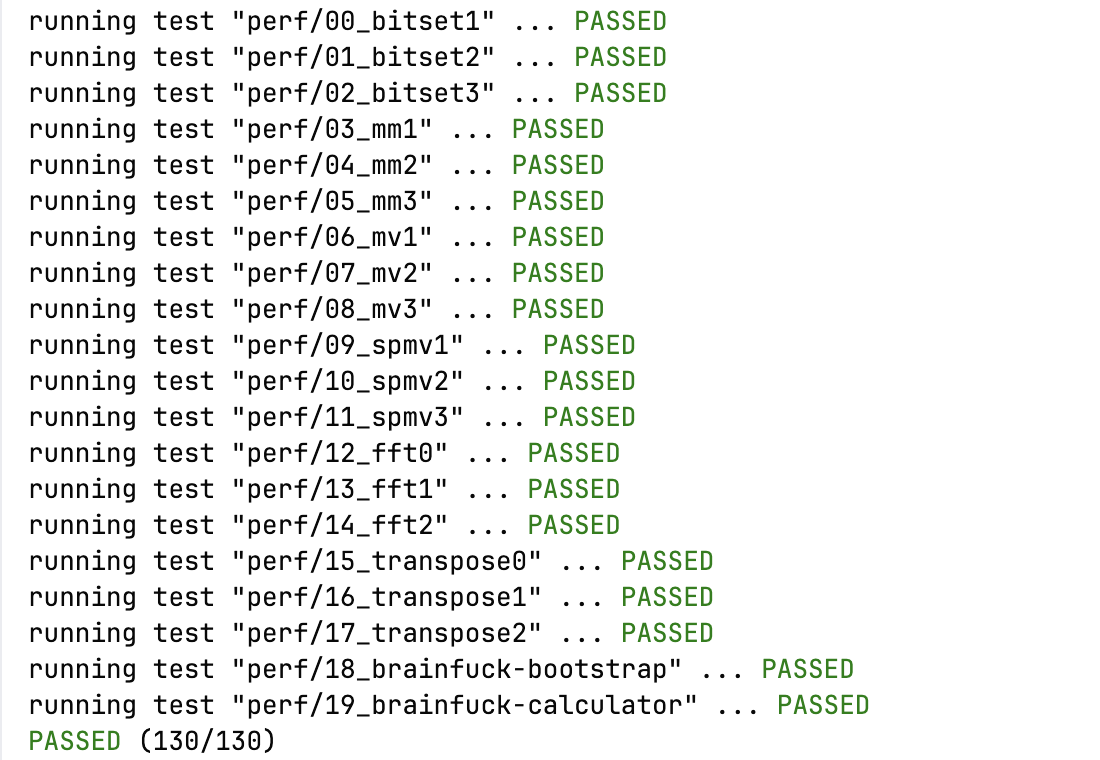 running test "perf/00_bitset1" ... PASSED
running test "perf/01_bitset2" ... PASSED
running test "perf/02_bitset3" ... PASSED
running test "perf/03_mm1" ... PASSED
running test "perf/04_mm2" ... PASSED
running test "perf/05_mm3" ... PASSED
running test "perf/06_mv1" ... PASSED
running test "perf/07_mv2" ... PASSED
running test "perf/08_mv3" ... PASSED
running test "perf/09_spmv1" ... PASSED
running test "perf/10_spmv2" ... PASSED
running test "perf/11_spmv3" ... PASSED
running test "perf/12_fft0" ... PASSED
running test "perf/13_fft1" ... PASSED
running test "perf/14_fft2" ... PASSED
running test "perf/15_transpose0" ... PASSED
running test "perf/16_transpose1" ... PASSED
running test "perf/17_transpose2" ... PASSED
running test "perf/18_brainfuck-bootstrap" ... PASSED
running test "perf/19_brainfuck-calculator" ... PASSED
PASSED (130/130)